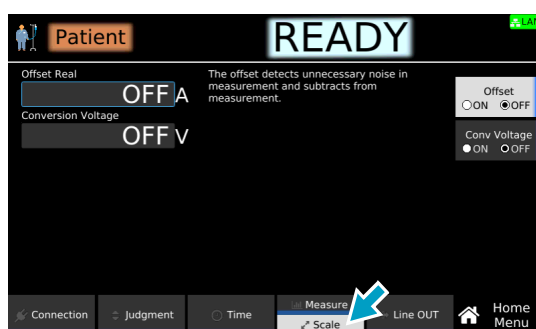 Patient
READY
LAN
Offset Real
OFF A
Conversion Voltage
OFF V
The offset detects unnecessary noise in
measurement and subtracts from
measurement.
Offset
ON OFF
Conv Voltage
ON OFF
Connection
Judgment
Time
Measure
Scale
Line OUT
Home
Menu